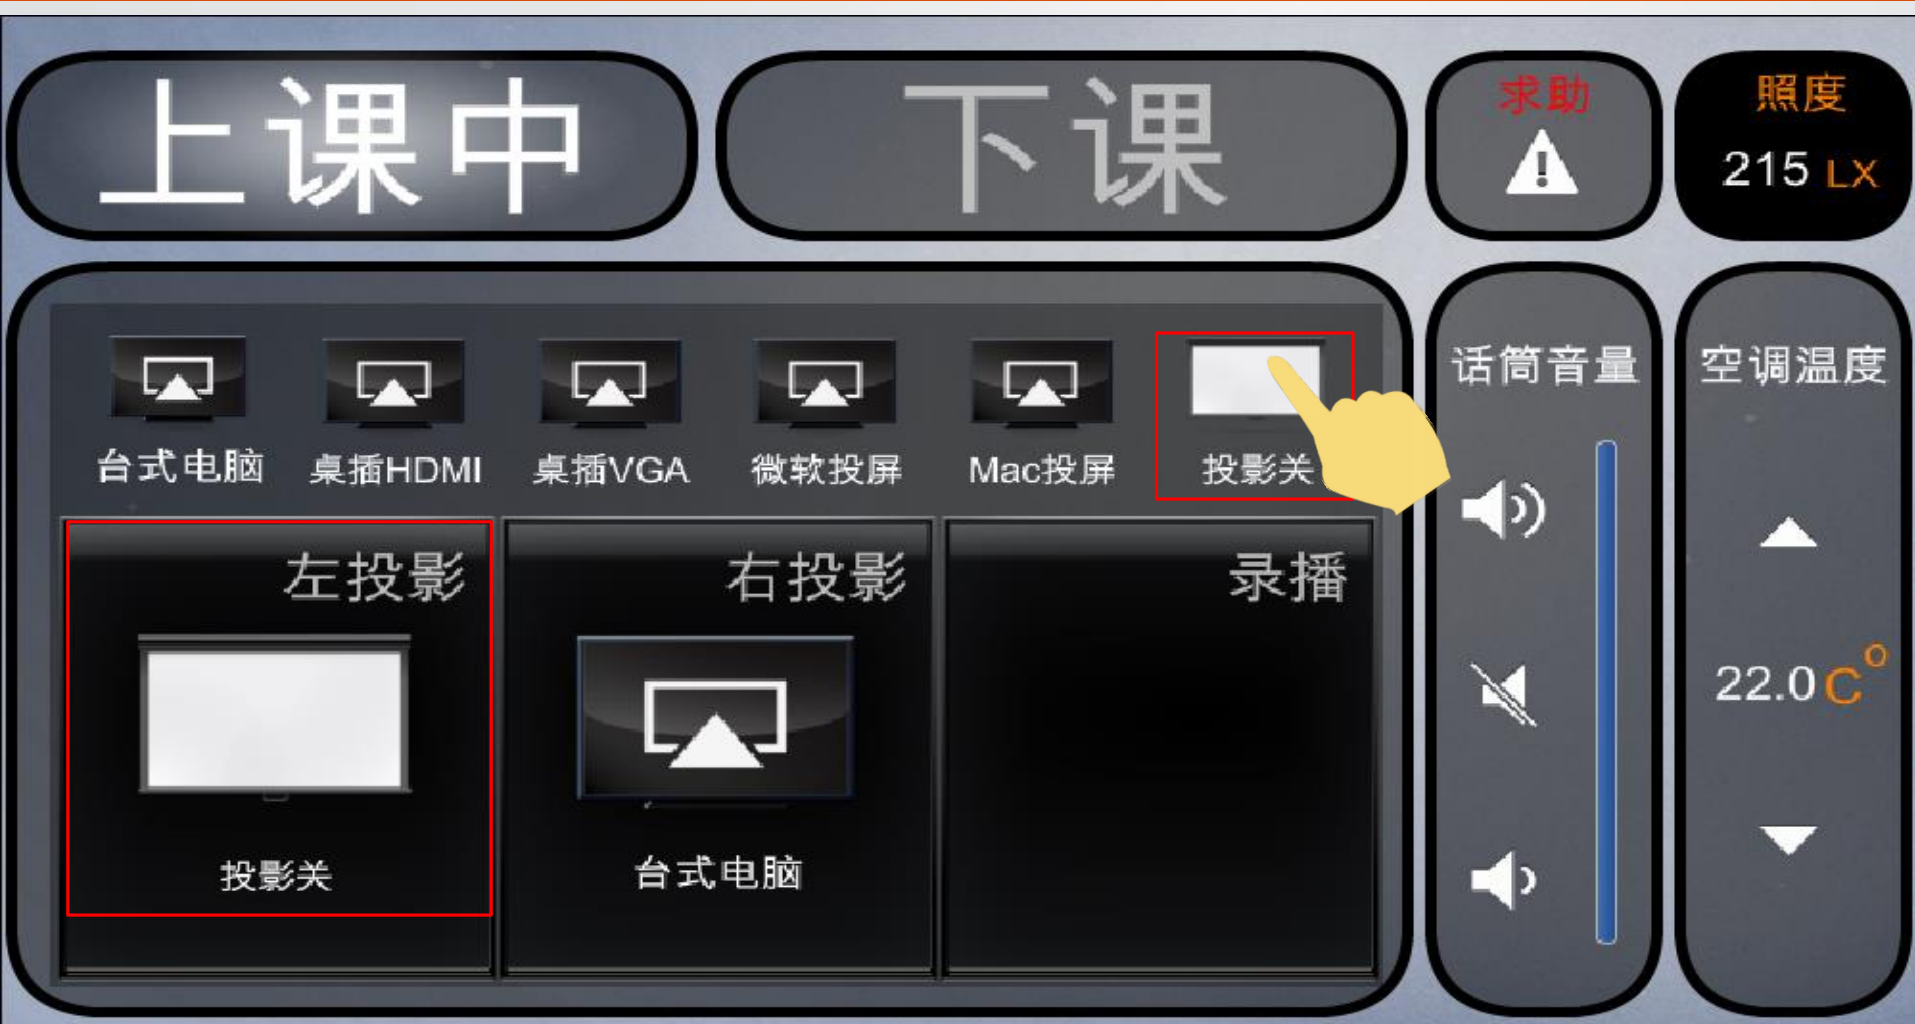 上课中
下课
求助
照度
215 LX
台式电脑
桌插HDMI
桌插VGA
微软投屏
Mac投屏
投影关
话筒音量
空调温度
左投影
右投影
录播
22.0 C°
投影关
台式电脑